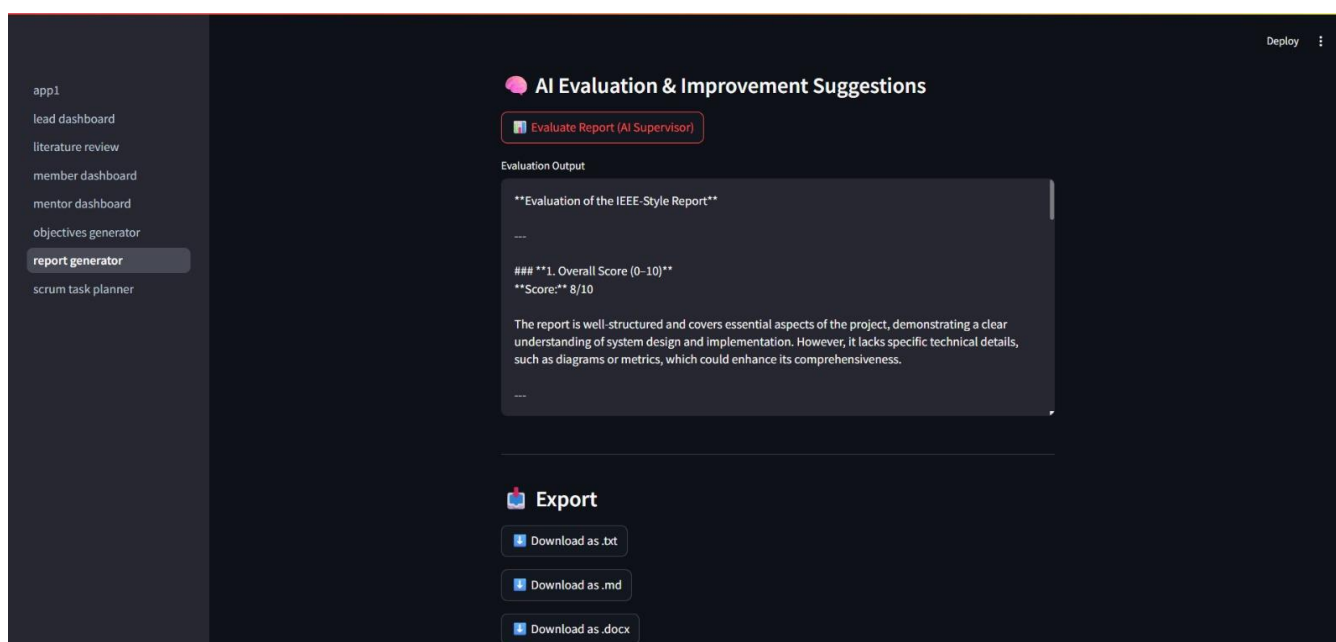 Deploy
app1
lead dashboard
literature review
member dashboard
mentor dashboard
objectives generator
report generator
scrum task planner
AI Evaluation & Improvement Suggestions
Evaluate Report (AI Supervisor)
Evaluation Output
**Evaluation of the IEEE-Style Report**
---
### **1. Overall Score (0–10)**
**Score:** 8/10
The report is well-structured and covers essential aspects of the project, demonstrating a clear
understanding of system design and implementation. However, it lacks specific technical details,
such as diagrams or metrics, which could enhance its comprehensiveness.
---
Export
Download as .txt
Download as .md
Download as .docx